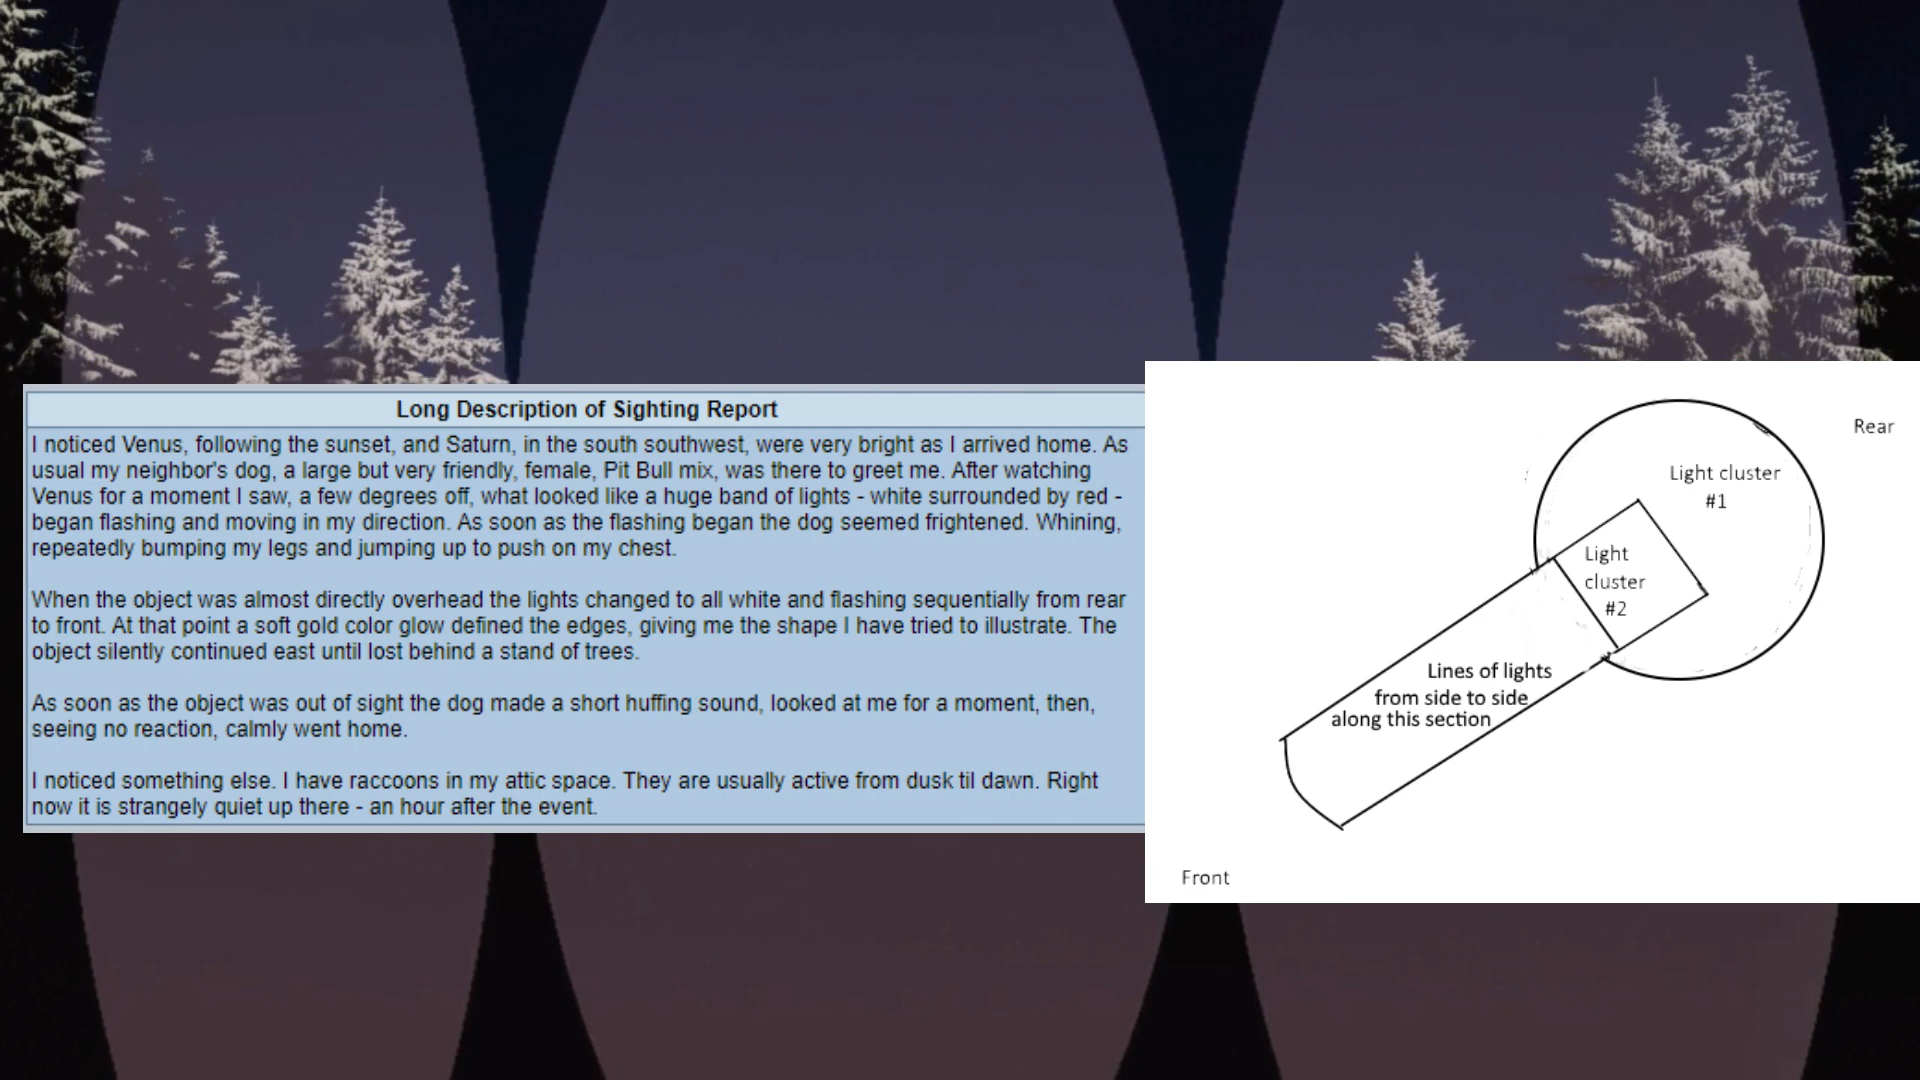 Long Description of Sighting Report
I noticed Venus, following the sunset, and Saturn, in the south southwest, were very bright as I arrived home. As
usual my neighbor's dog, a large but very friendly, female, Pit Bull mix, was there to greet me. After watching
Venus for a moment I saw, a few degrees off, what looked like a huge band of lights - white surrounded by red -
began flashing and moving in my direction. As soon as the flashing began the dog seemed frightened. Whining,
repeatedly bumping my legs and jumping up to push on my chest.
When the object was almost directly overhead the lights changed to all white and flashing sequentially from rear
to front. At that point a soft gold color glow defined the edges, giving me the shape I have tried to illustrate. The
object silently continued east until lost behind a stand of trees.
As soon as the object was out of sight the dog made a short huffing sound, looked at me for a moment, then,
seeing no reaction, calmly went home.
I noticed something else. I have raccoons in my attic space. They are usually active from dusk til dawn. Right
now it is strangely quiet up there - an hour after the event.
Rear
Light cluster
#1
Light
cluster
#2
Lines of lights
from side to side
along this section
Front